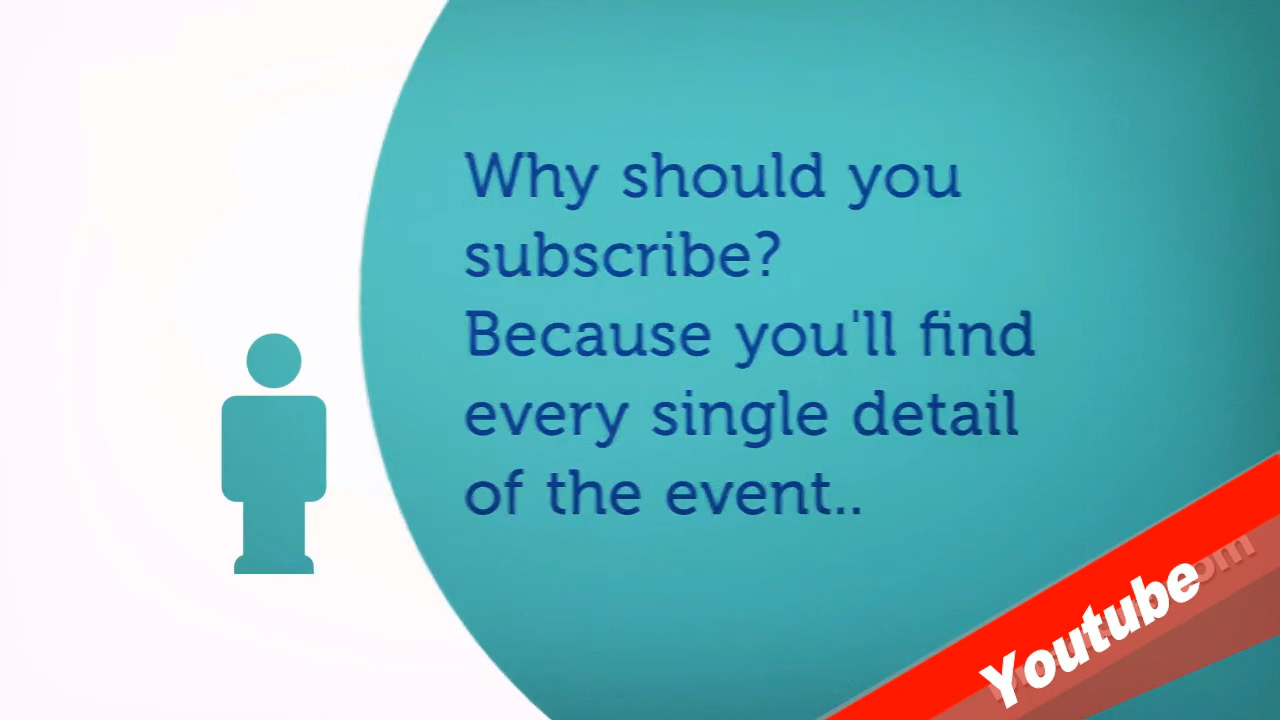 Why should you
subscribe?
Because you'll find
every single detail
of the event..
Youtube